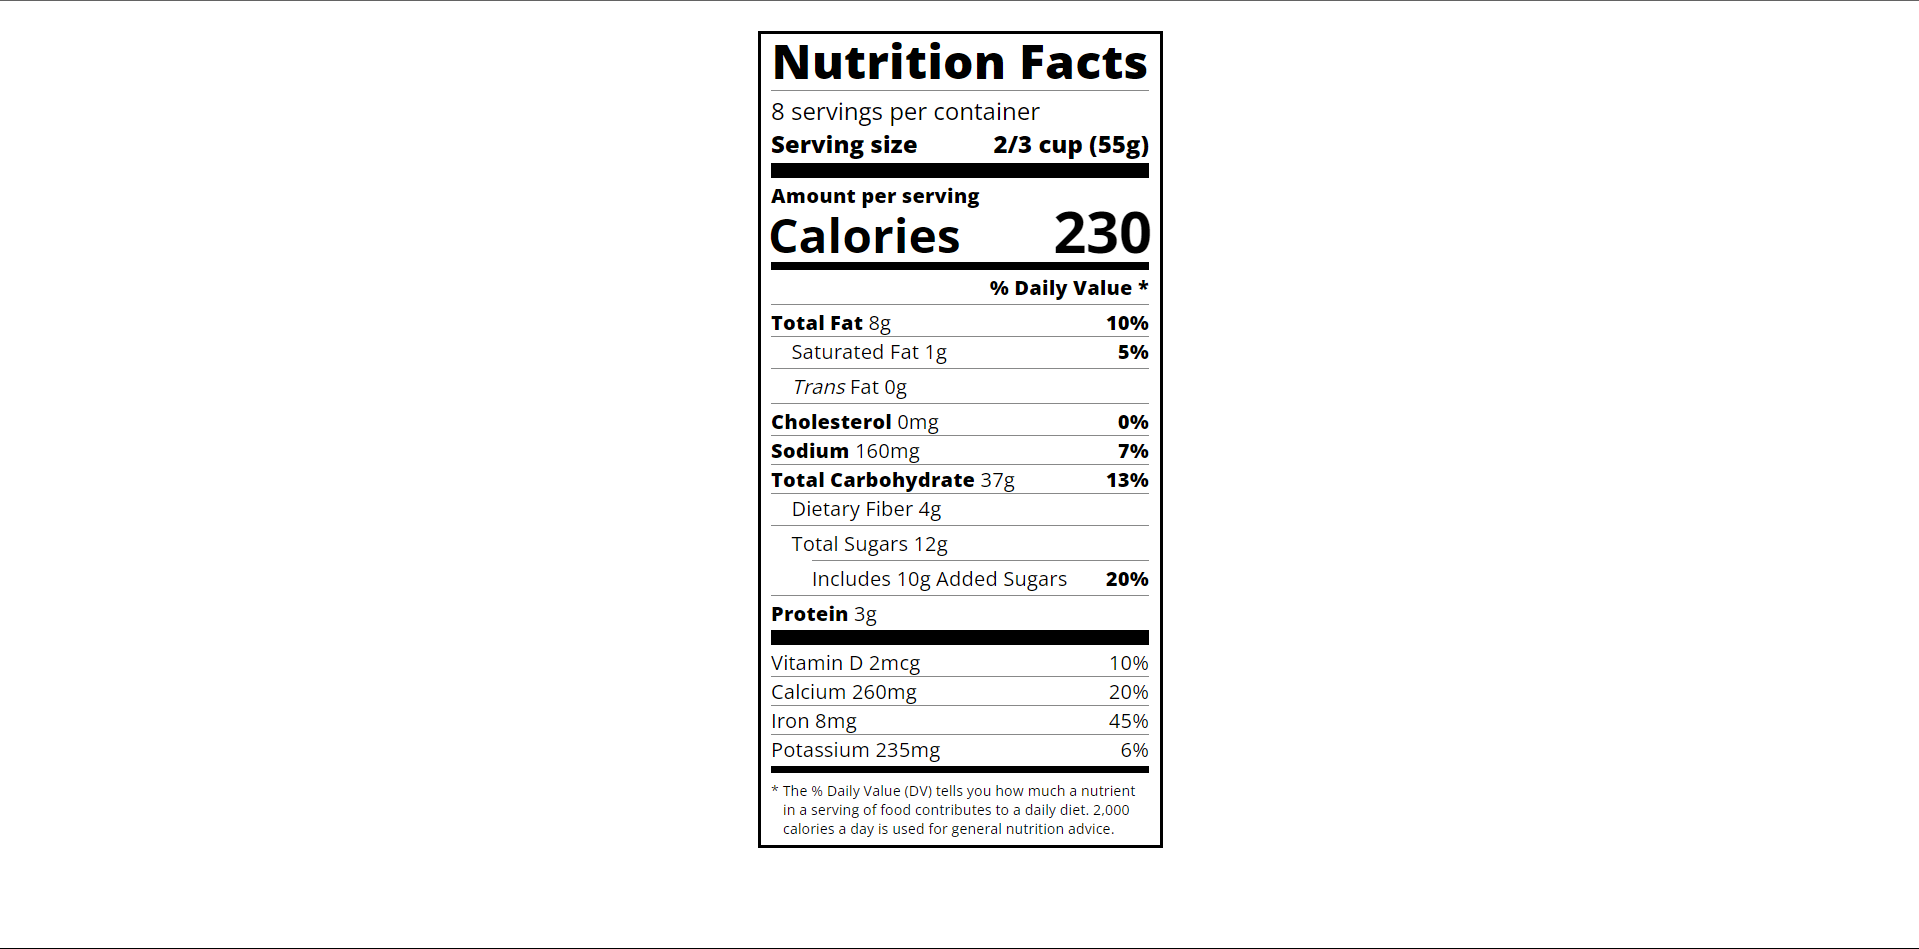 Nutrition Facts
8 servings per container
Serving size 2/3 cup (55g)
Amount per serving
Calories 230
% Daily Value *
Total Fat 8g 10%
Saturated Fat 1g 5%
Trans Fat 0g
Cholesterol 0mg 0%
Sodium 160mg 7%
Total Carbohydrate 37g 13%
Dietary Fiber 4g
Total Sugars 12g
Includes 10g Added Sugars 20%
Protein 3g
Vitamin D 2mcg 10%
Calcium 260mg 20%
Iron 8mg 45%
Potassium 235mg 6%
* The % Daily Value (DV) tells you how much a nutrient
in a serving of food contributes to a daily diet. 2,000
calories a day is used for general nutrition advice.